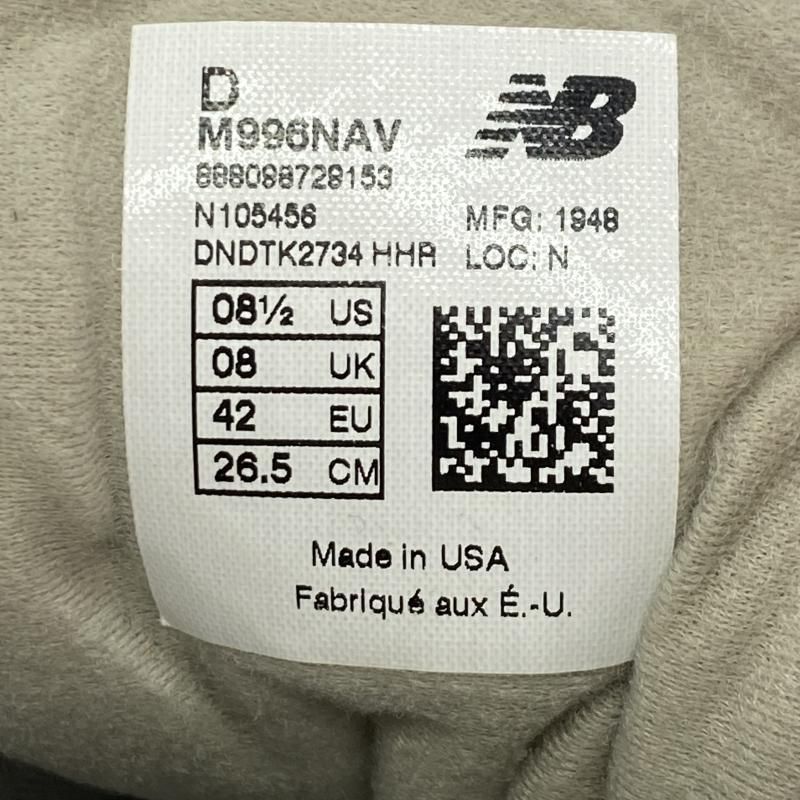 D
NB
M996NAV
888098728153
N105456
MFG: 1948
DNDTK2734 HHR
LOC: N
08½ US
08 UK
42 EU
26.5 CM
Made in USA
Fabriqué aux É.-U.